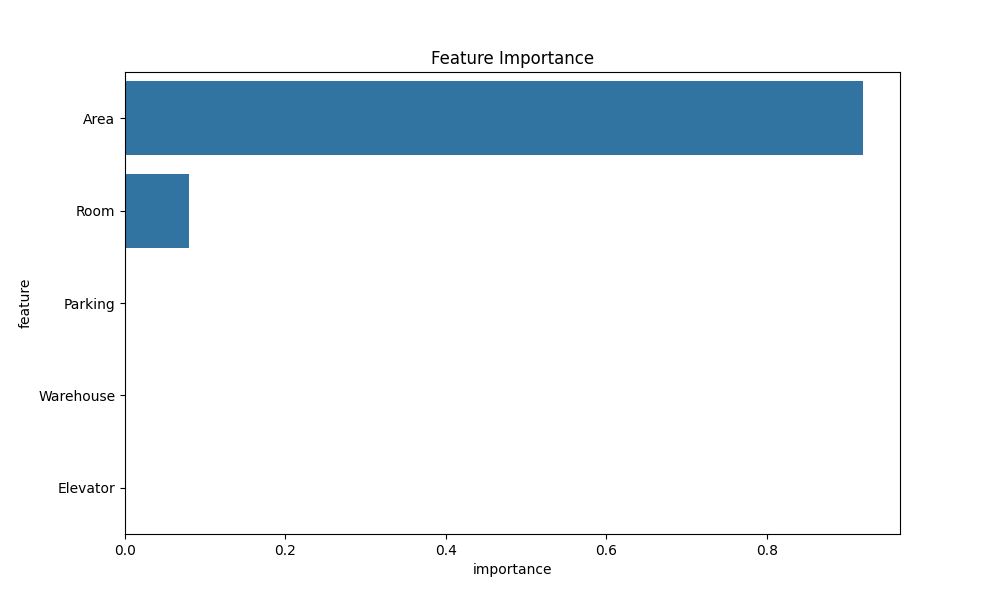 Feature Importance
Area
Room
Parking
Warehouse
Elevator
feature
0.0 0.2 0.4 0.6 0.8
importance